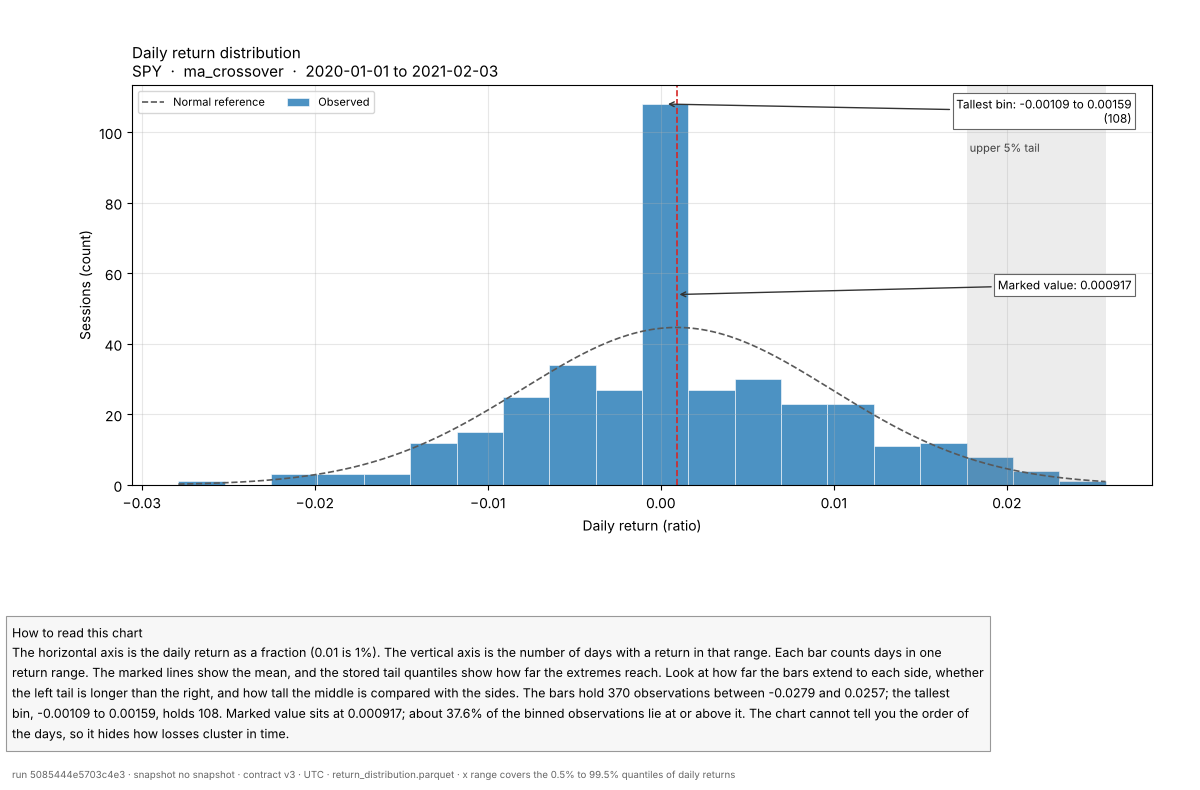 Daily return distribution
SPY · ma_crossover · 2020-01-01 to 2021-02-03
Normal reference
Observed
Tallest bin: -0.00109 to 0.00159
(108)
upper 5% tail
Marked value: 0.000917
Sessions (count)
100
80
60
40
20
0
−0.03
−0.02
−0.01
0.00
0.01
0.02
Daily return (ratio)
How to read this chart
The horizontal axis is the daily return as a fraction (0.01 is 1%). The vertical axis is the number of days with a return in that range. Each bar counts days in one
return range. The marked lines show the mean, and the stored tail quantiles show how far the extremes reach. Look at how far the bars extend to each side, whether
the left tail is longer than the right, and how tall the middle is compared with the sides. The bars hold 370 observations between -0.0279 and 0.0257; the tallest
bin, -0.00109 to 0.00159, holds 108. Marked value sits at 0.000917; about 37.6% of the binned observations lie at or above it. The chart cannot tell you the order of
the days, so it hides how losses cluster in time.
run 5085444e5703c4e3 · snapshot no snapshot · contract v3 · UTC · return_distribution.parquet · x range covers the 0.5% to 99.5% quantiles of daily returns